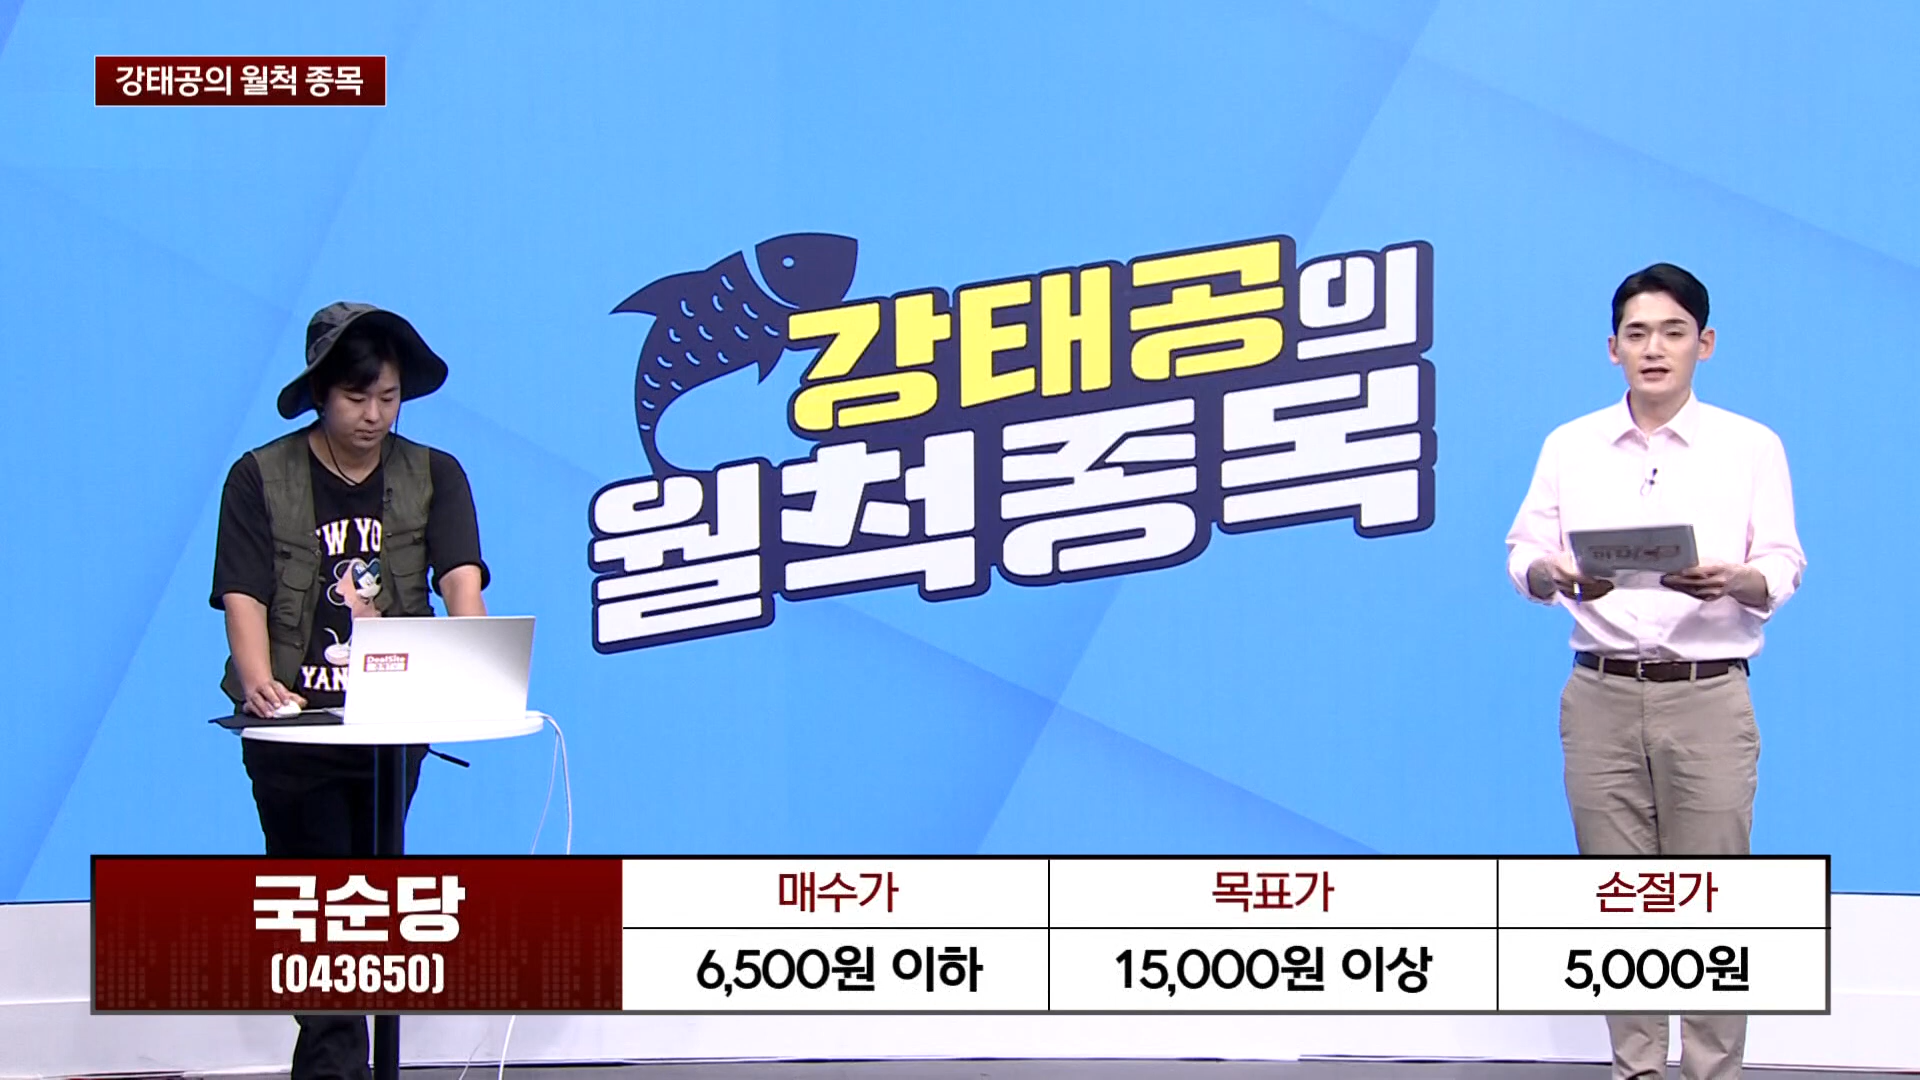 강태공의 월척 종목
강태공의
월척종목
DealSite
국순당
(043650)
매수가
목표가
손절가
6,500원 이하
15,000원 이상
5,000원